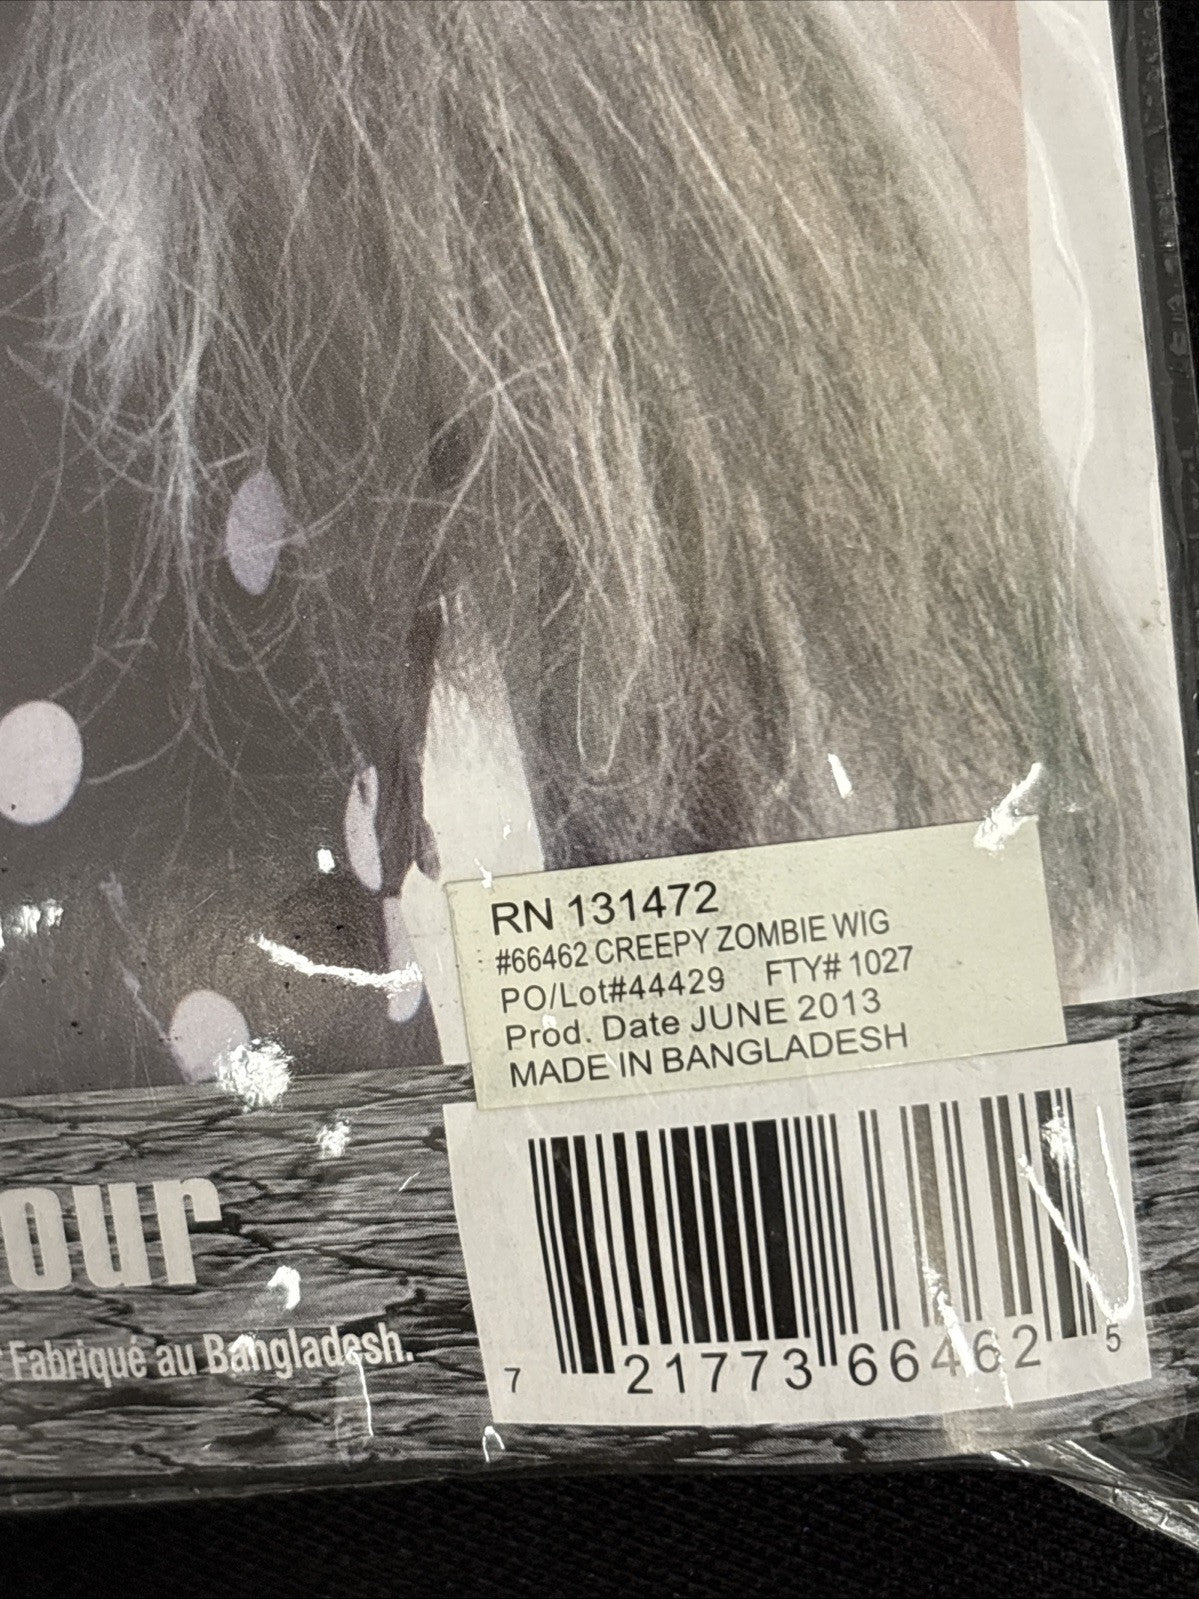 RN 131472
#66462 CREEPY ZOMBIE WIG
PO/Lot#44429 FTY# 1027
Prod. Date JUNE 2013
MADE IN BANGLADESH
our
Fabriqué au Bangladesh.
7 21773 66462 5